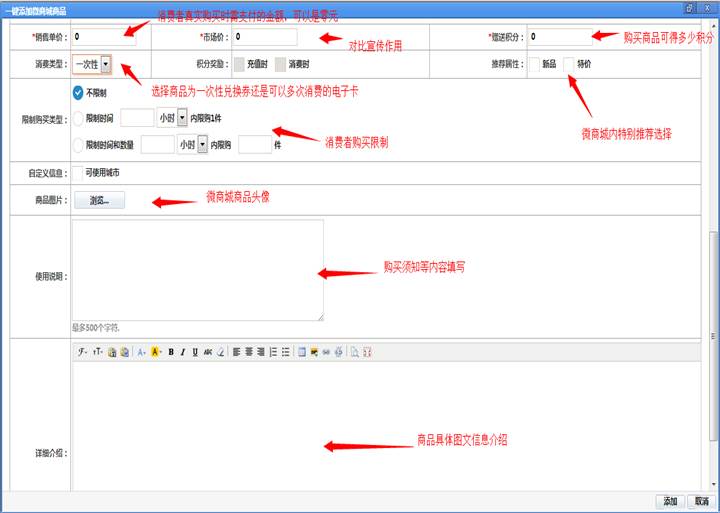 一键添加微商城商品
消费者真实购买时需支付的金额，可以是零元
*销售单价： 0 *市场价： 0 *赠送积分： 0
对比宣传作用
购买商品可得多少积分
消费类型： 一次性 积分奖励： 充值时 消费时 推荐属性： 新品 特价
选择商品为一次性兑换券还是可以多次消费的电子卡
不限制
微商城内特别推荐选择
限制购买类型： 限制时间 小时 内限购1件
消费者购买限制
限制时间和数量 小时 内限购 件
自定义信息： 可使用城市
商品图片： 浏览... 微商城商品头像
使用说明： 购买须知等内容填写
最多500个字符.
B I U ABC
商品具体图文信息介绍
详细介绍：
添加 取消